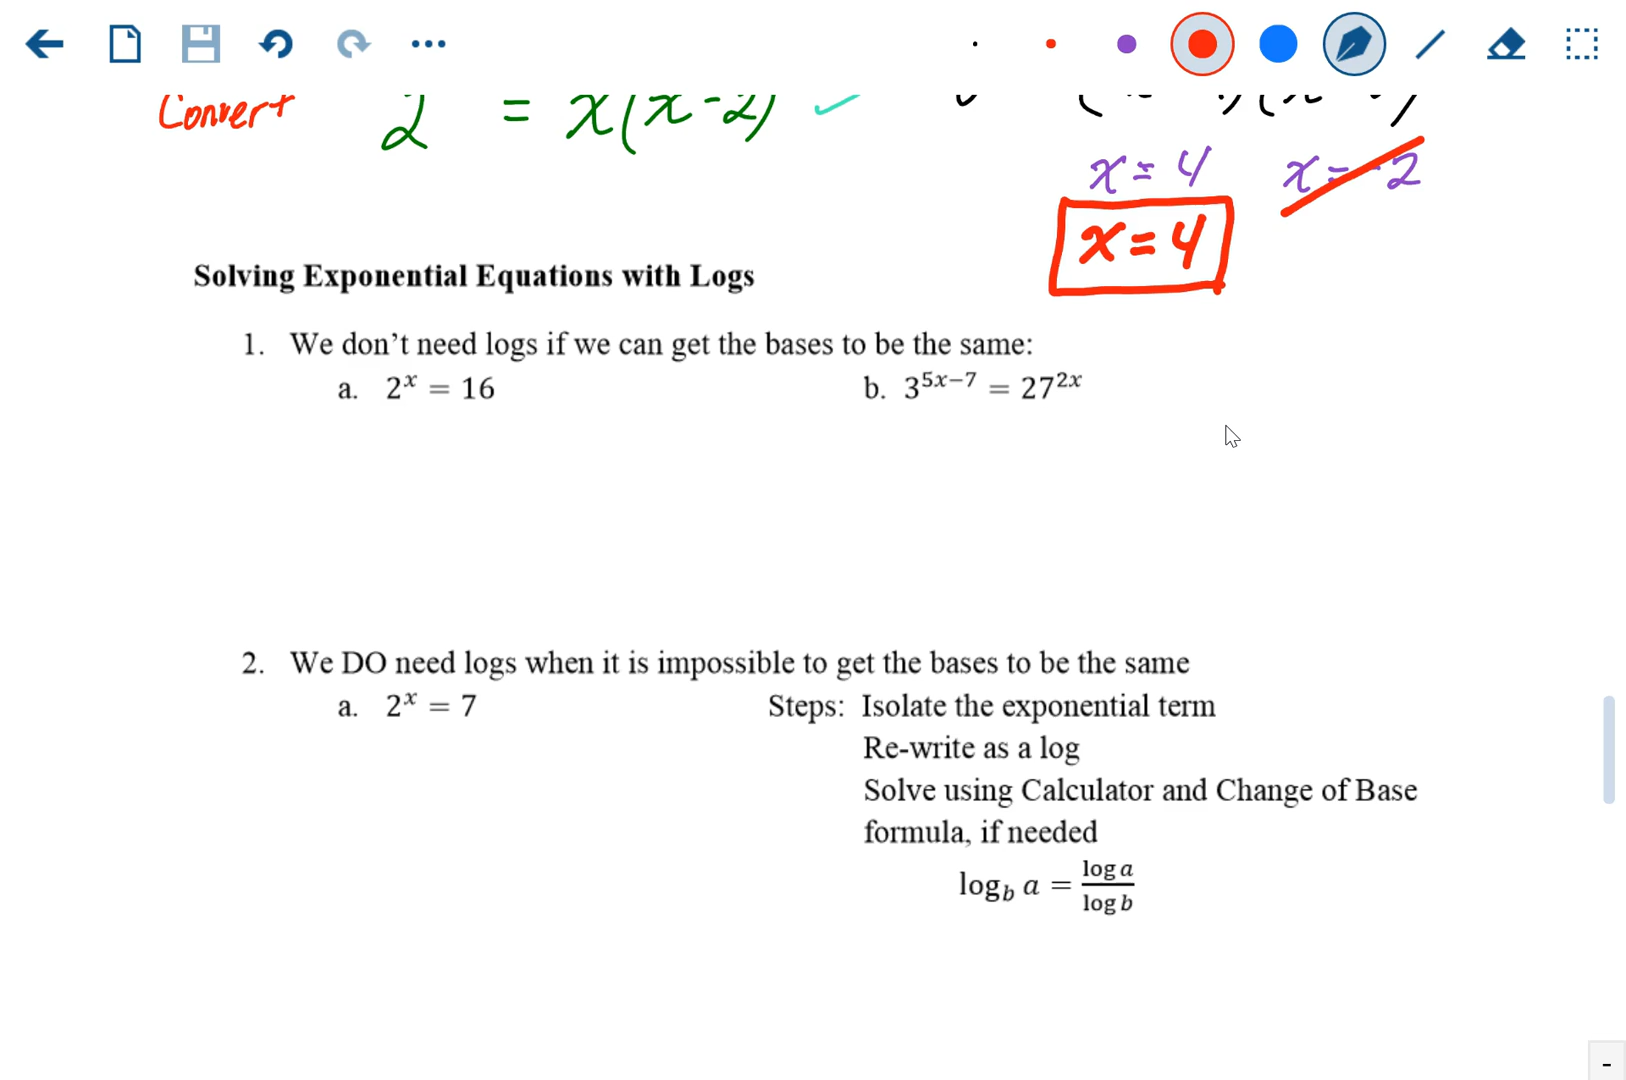 Convert 2 = x(x-2)
x = 4 x = -2
x = 4
Solving Exponential Equations with Logs
1. We don't need logs if we can get the bases to be the same:
a. 2^x = 16 b. 3^{5x-7} = 27^{2x}
2. We DO need logs when it is impossible to get the bases to be the same
a. 2^x = 7 Steps: Isolate the exponential term
Re-write as a log
Solve using Calculator and Change of Base
formula, if needed
log_b a = \frac{log a}{log b}